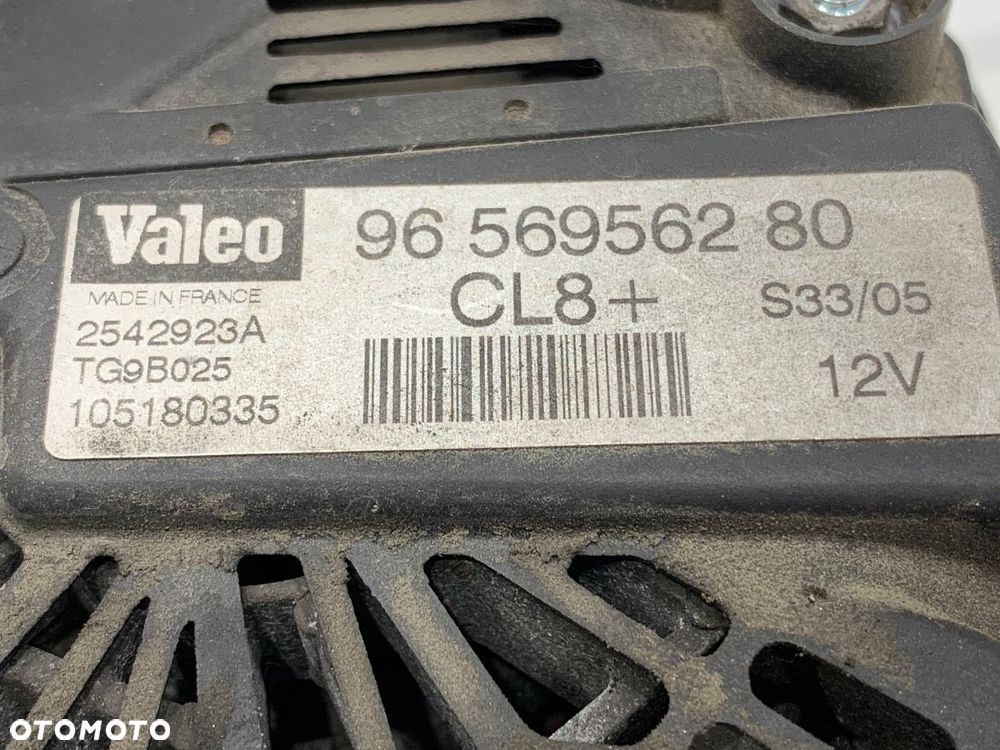 Valeo
96 569562 80
MADE IN FRANCE
CL8+
S33/05
2542923A
TG9B025
12V
105180335
OTOMOTO